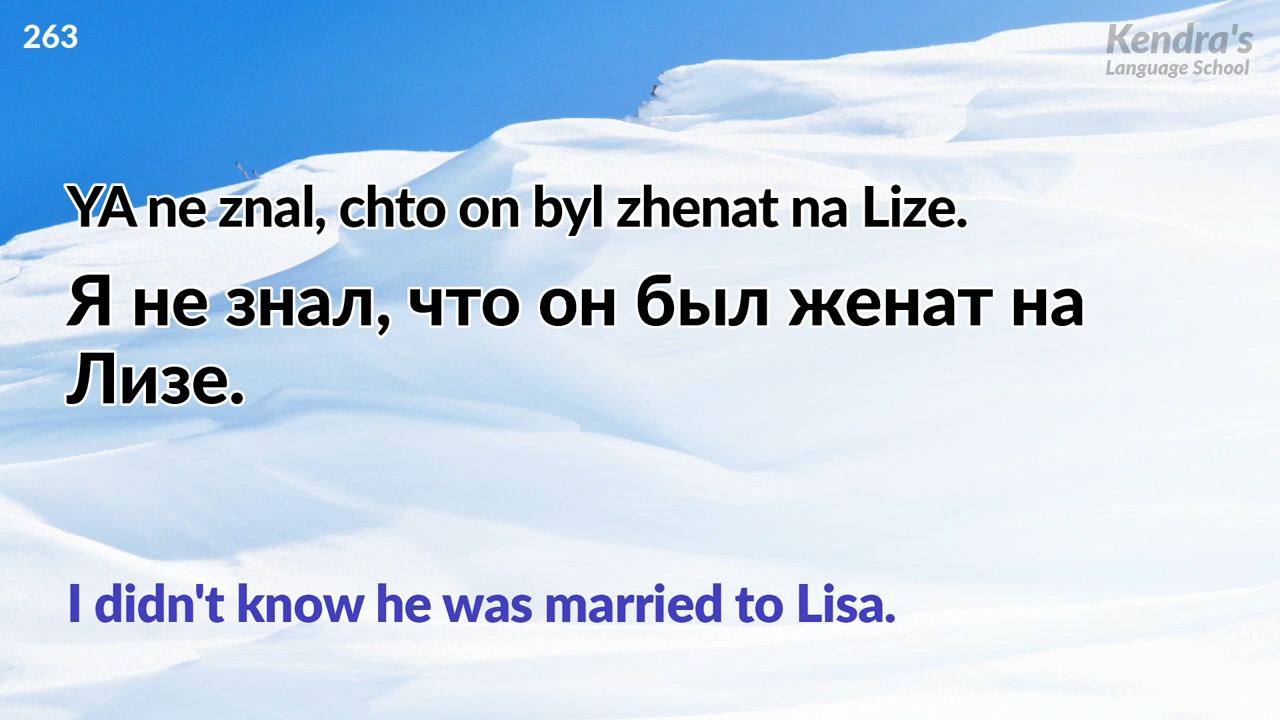 263
Kendra's
Language School
YA ne znal, chto on byl zhenat na Lize.
Я не знал, что он был женат на
Лизе.
I didn't know he was married to Lisa.